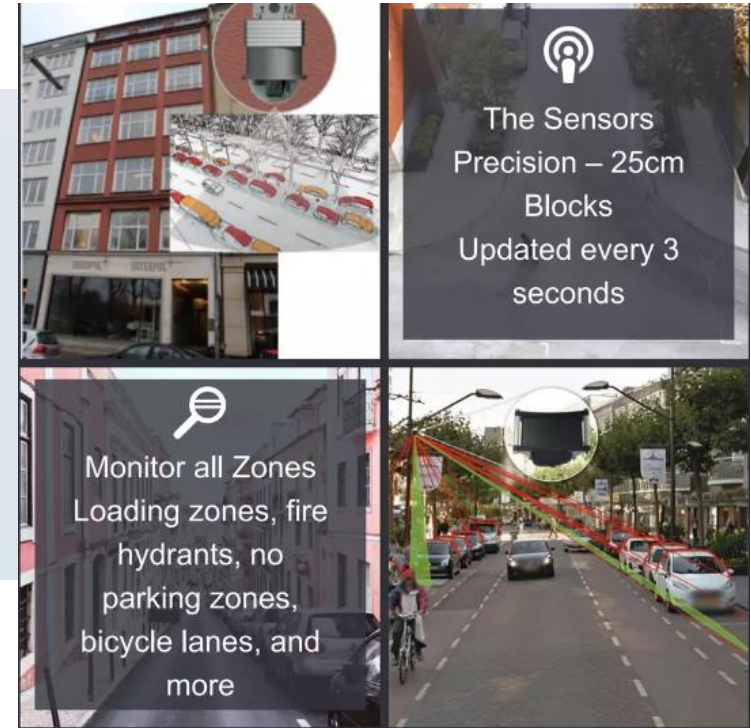 The Sensors
Precision – 25cm
Blocks
Updated every 3
seconds
Monitor all Zones
Loading zones, fire
hydrants, no
parking zones,
bicycle lanes, and
more